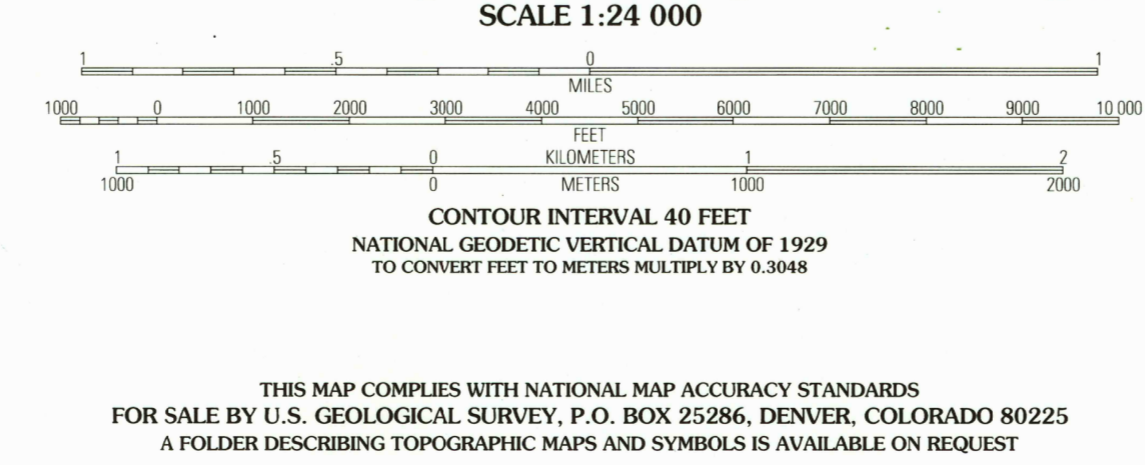 SCALE 1:24 000
1 .5 0 1
MILES
1000 0 1000 2000 3000 4000 5000 6000 7000 8000 9000 10 000
FEET
1 .5 0 KILOMETERS 1 2
1000 0 METERS 1000 2000
CONTOUR INTERVAL 40 FEET
NATIONAL GEODETIC VERTICAL DATUM OF 1929
TO CONVERT FEET TO METERS MULTIPLY BY 0.3048
THIS MAP COMPLIES WITH NATIONAL MAP ACCURACY STANDARDS
FOR SALE BY U.S. GEOLOGICAL SURVEY, P.O. BOX 25286, DENVER, COLORADO 80225
A FOLDER DESCRIBING TOPOGRAPHIC MAPS AND SYMBOLS IS AVAILABLE ON REQUEST